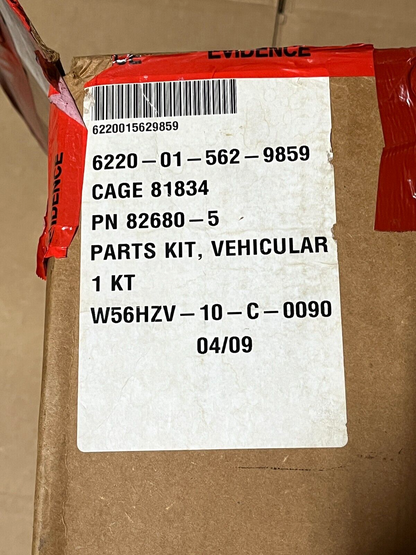 EVIDENCE
EVIDENCE
6220015629859
6220–01–562–9859
CAGE 81834
PN 82680–5
PARTS KIT, VEHICULAR
1 KT
W56HZV–10–C–0090
04/09